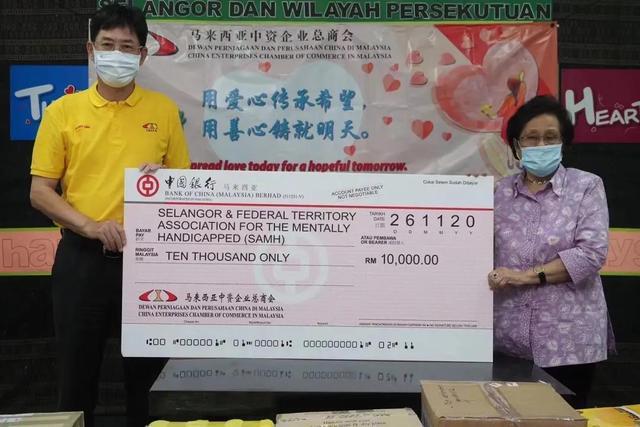 SELANGOR DAN WILAYAH PERSEKUTUAN
马来西亚中资企业总商会
DEWAN PERNIAGAAN DAN PERUSAHAAN CHINA DI MALAYSIA
CHINA ENTERPRISES CHAMBER OF COMMERCE IN MALAYSIA
用爱心传承希望，
用善心铸就明天。
pread love today for a hopeful tomorrow.
HEAR
中国银行 马来西亚
BANK OF CHINA (MALAYSIA) BERHAD
ACCOUNT PAYEE ONLY
NOT NEGOTIABLE
BAYAR
PAY
SELANGOR & FEDERAL TERRITORY
ASSOCIATION FOR THE MENTALLY
HANDICAPPED (SAMH)
TARIKH
DATE
261120
D D M M Y Y
ATAU PEMBAWA
OR BEARER
RINGGIT
MALAYSIA
TEN THOUSAND ONLY
RM 10,000.00
马来西亚中资企业总商会
DEWAN PERNIAGAAN DAN PERUSAHAAN CHINA DI MALAYSIA
CHINA ENTERPRISES CHAMBER OF COMMERCE IN MALAYSIA